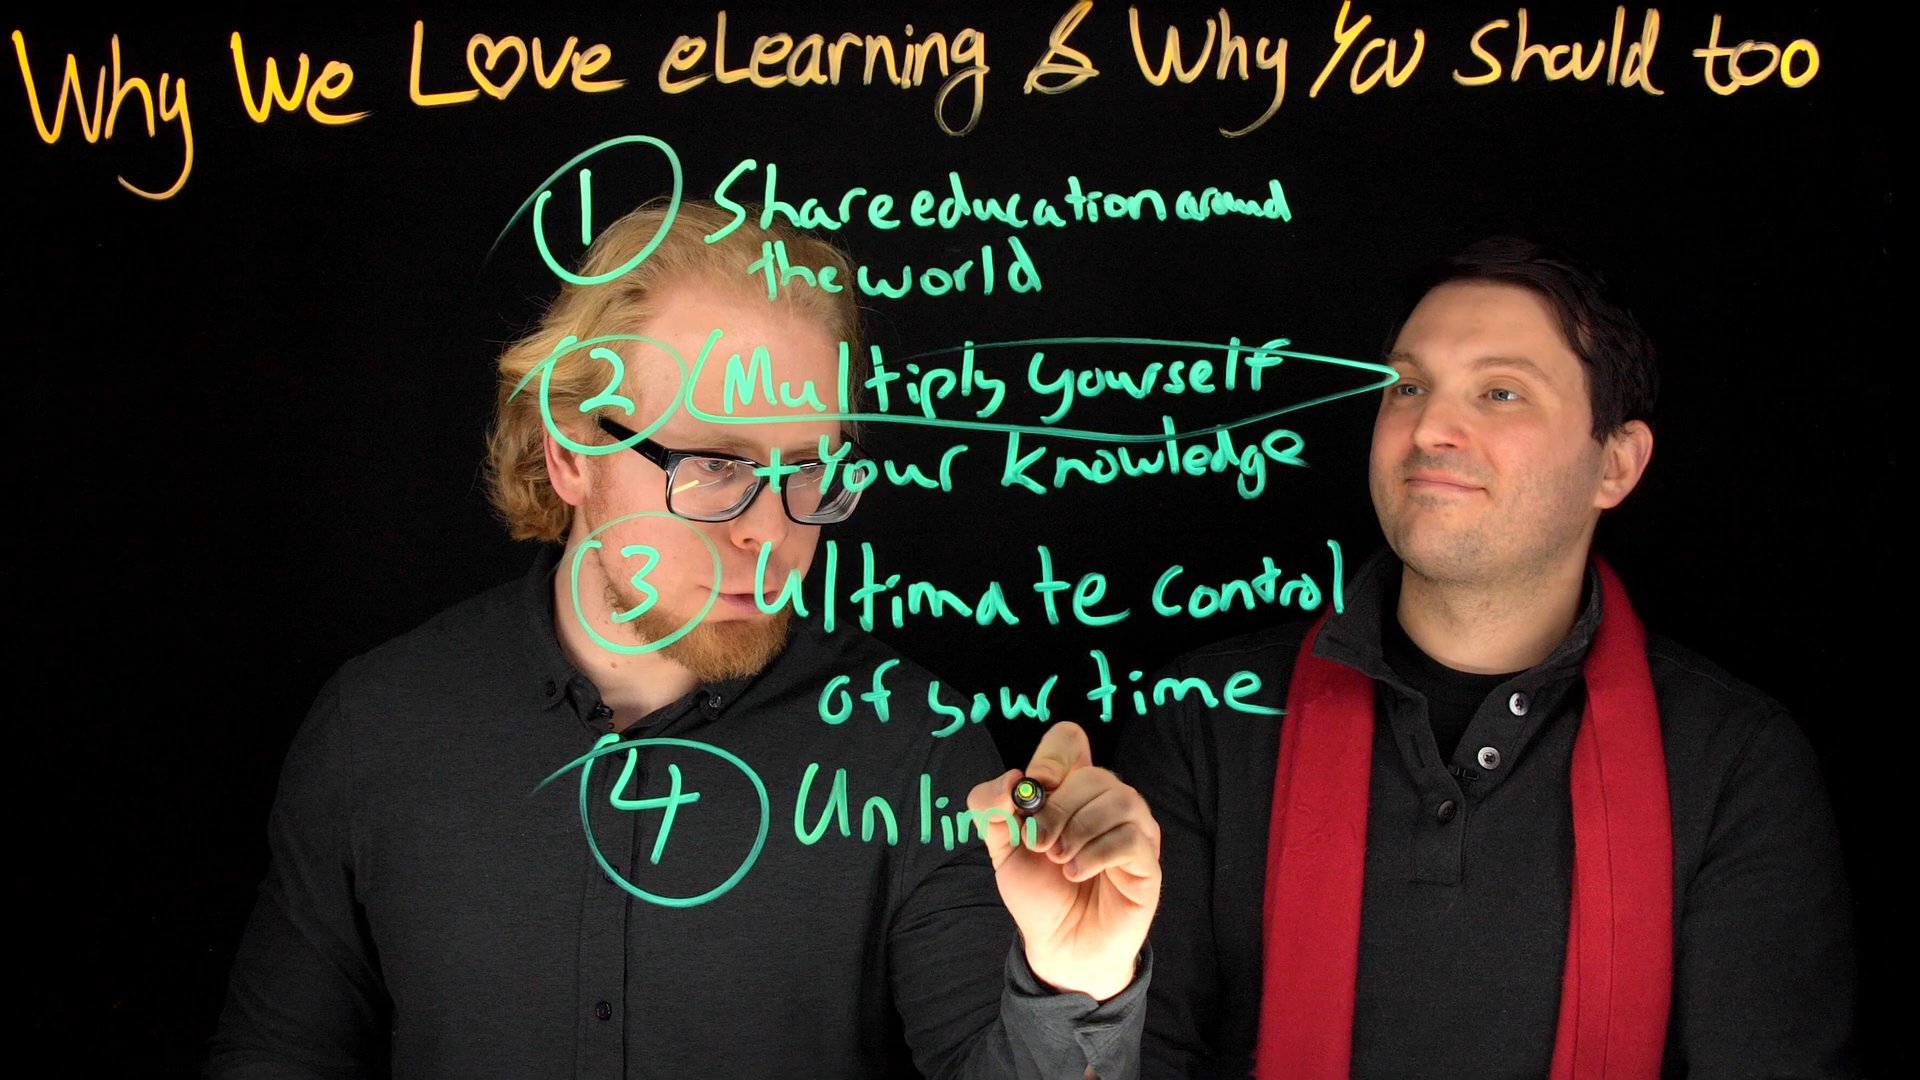 Why We Love eLearning & Why You Should too
1 Share education around
the world
2 Multiply yourself
+ Your knowledge
3 Ultimate control
of your time
4 Unlimi